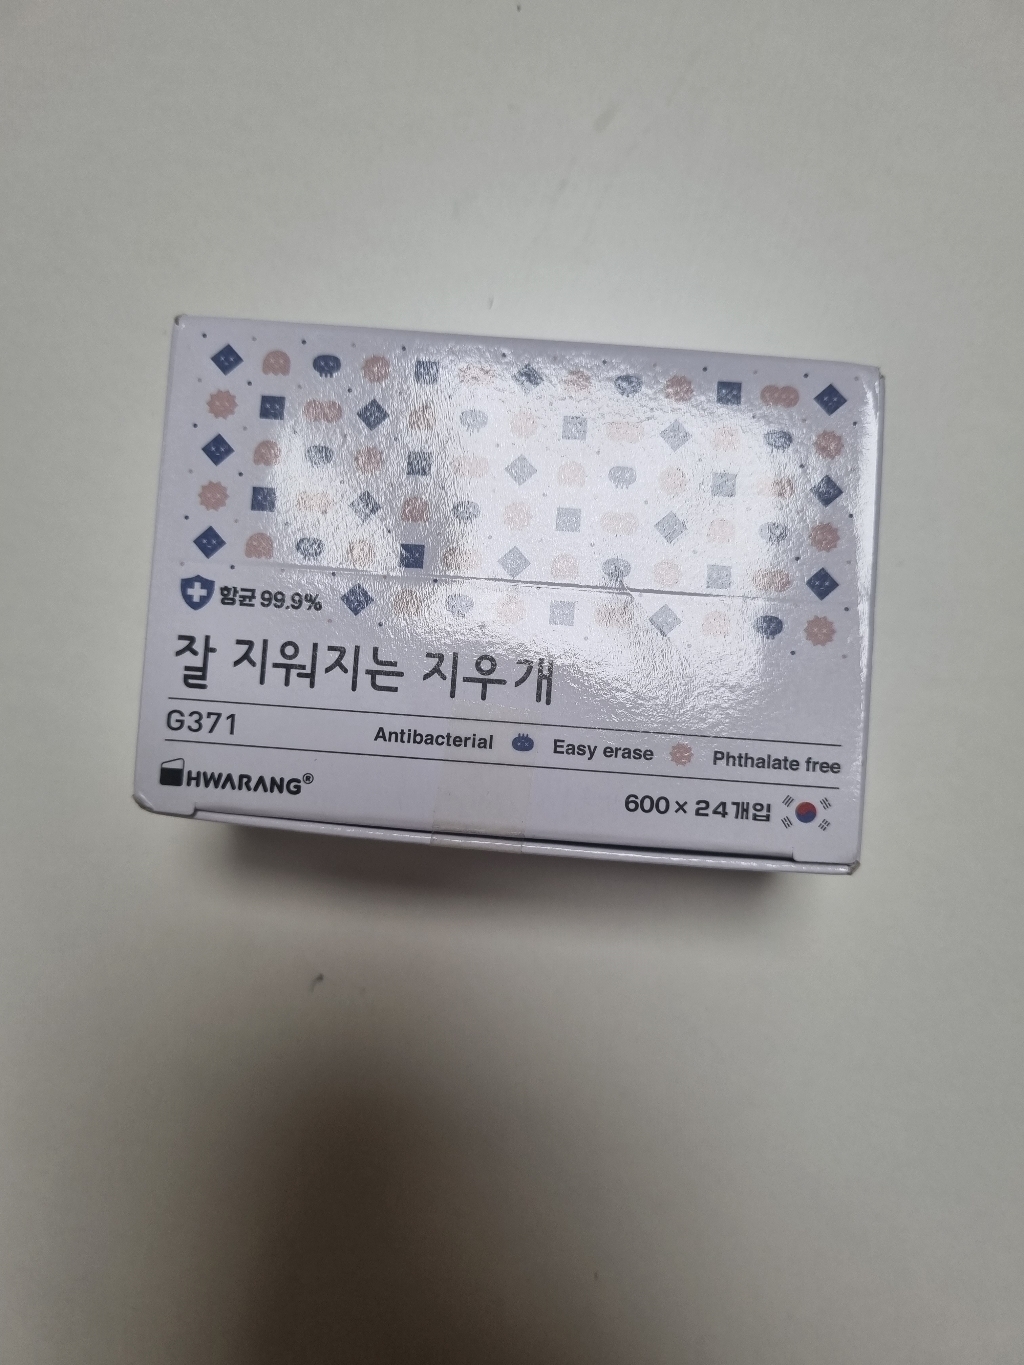 항균 99.9%
잘 지워지는 지우개
G371 Antibacterial Easy erase Phthalate free
HWARANG®
600×24개입